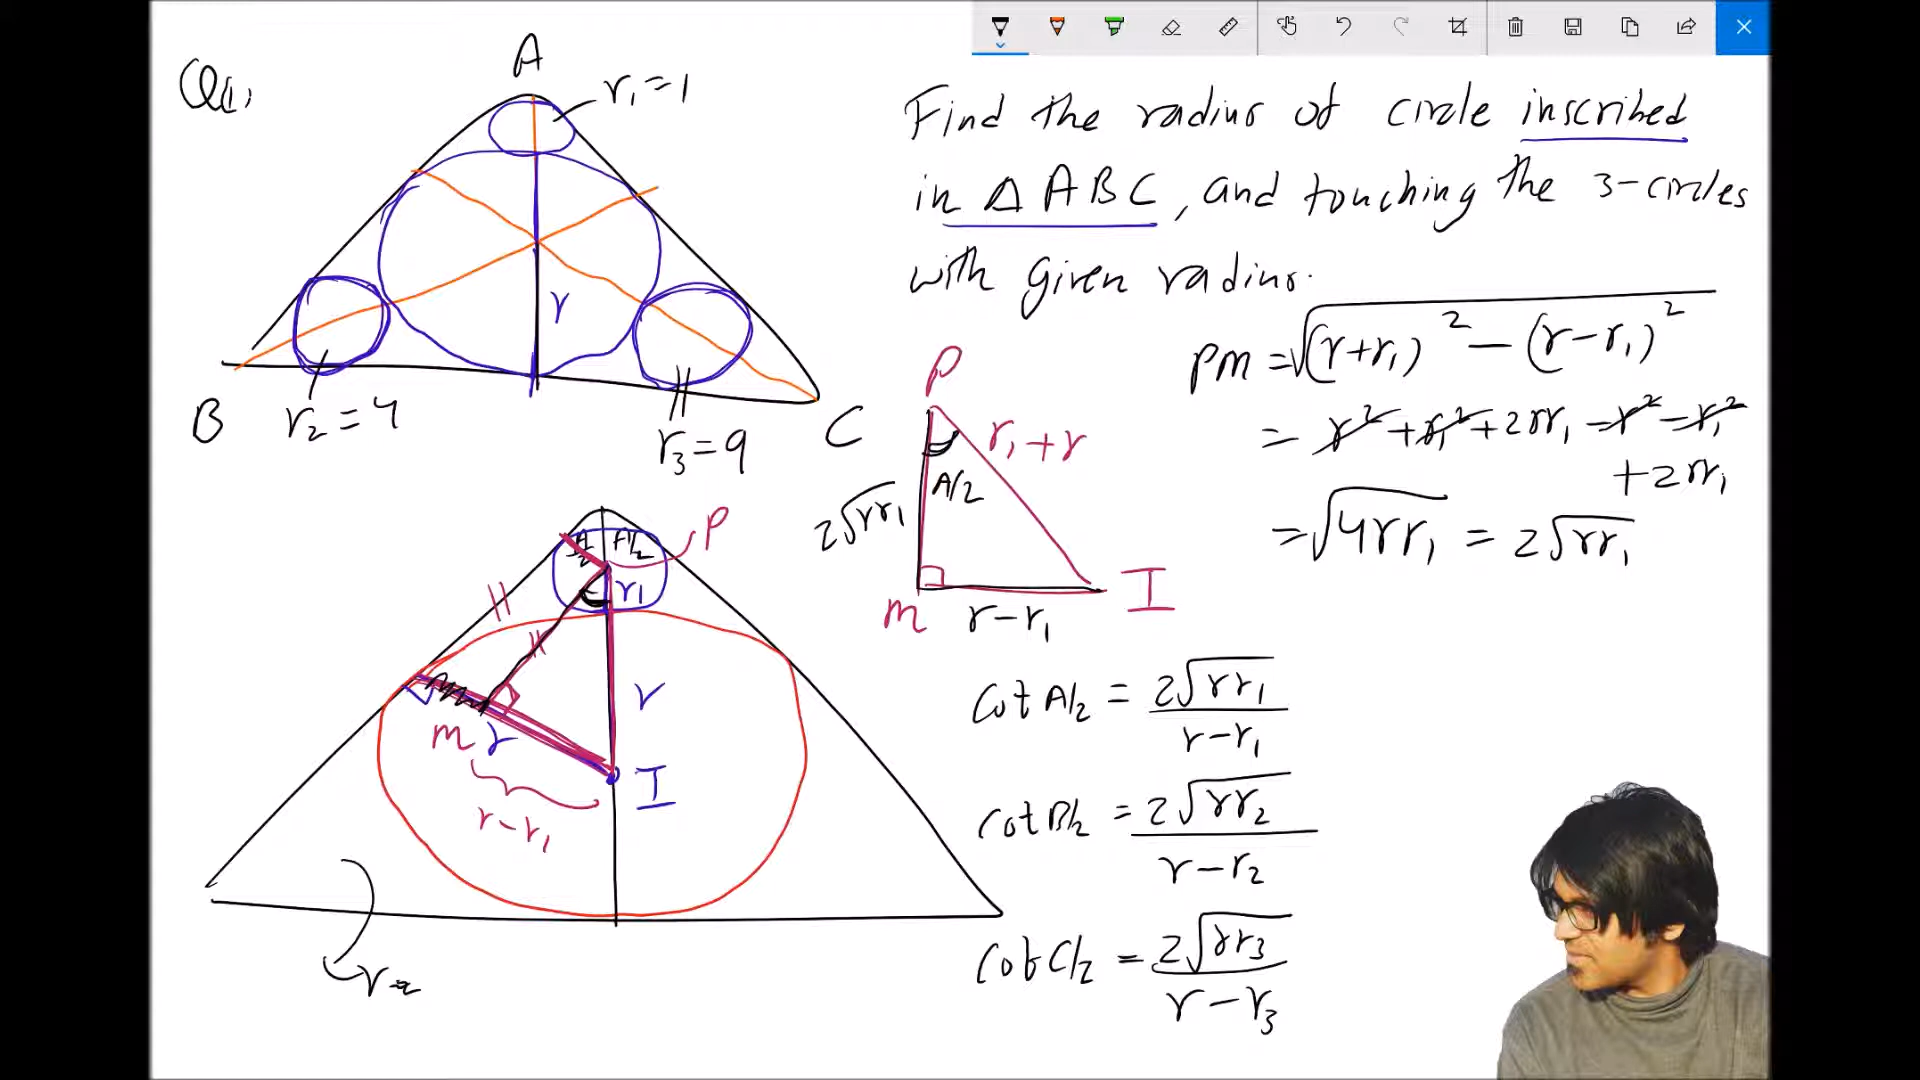 Q1)
A
r₁ = 1
r
B
r₂ = 4
r₃ = 9
C
Find the radius of circle inscribed
in Δ ABC, and touching the 3-circles
with given radius.
PM = √((r+r₁)² - (r-r₁)²)
= r² + r₁² + 2rr₁ - r² - r₁²
+ 2rr₁
= √4rr₁ = 2√rr₁
P
r₁ + r
A/2
2√rr₁
M
r - r₁
I
A/2 A/2
P
r₁
r
M
r
I
r - r₁
Cot A/2 = 2√rr₁ / r - r₁
Cot B/2 = 2√rr₂ / r - r₂
Cot C/2 = 2√rr₃ / r - r₃